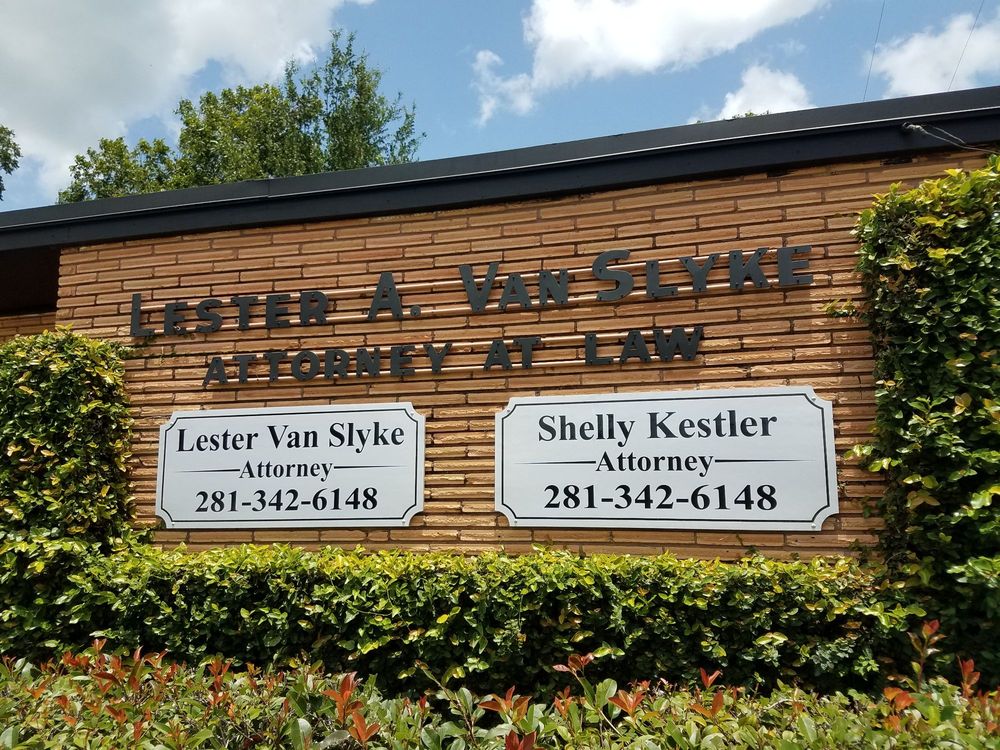 LESTER A. VAN SLYKE
ATTORNEY AT LAW
Lester Van Slyke
Attorney
281-342-6148
Shelly Kestler
Attorney
281-342-6148